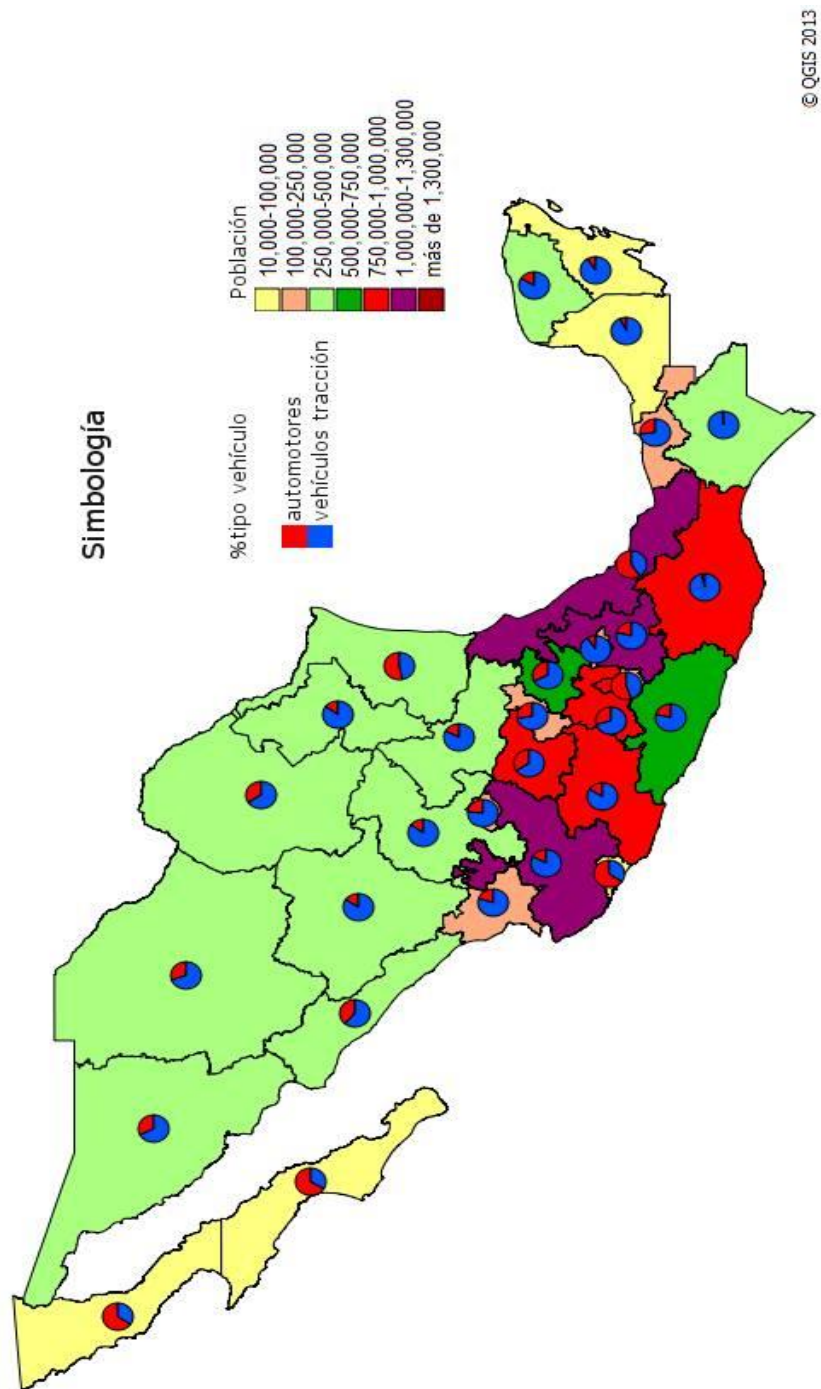 Simbología
%tipo vehículo
automotores
vehículos tracción
Población
10,000-100,000
100,000-250,000
250,000-500,000
500,000-750,000
750,000-1,000,000
1,000,000-1,300,000
más de 1,300,000
© QGIS 2013